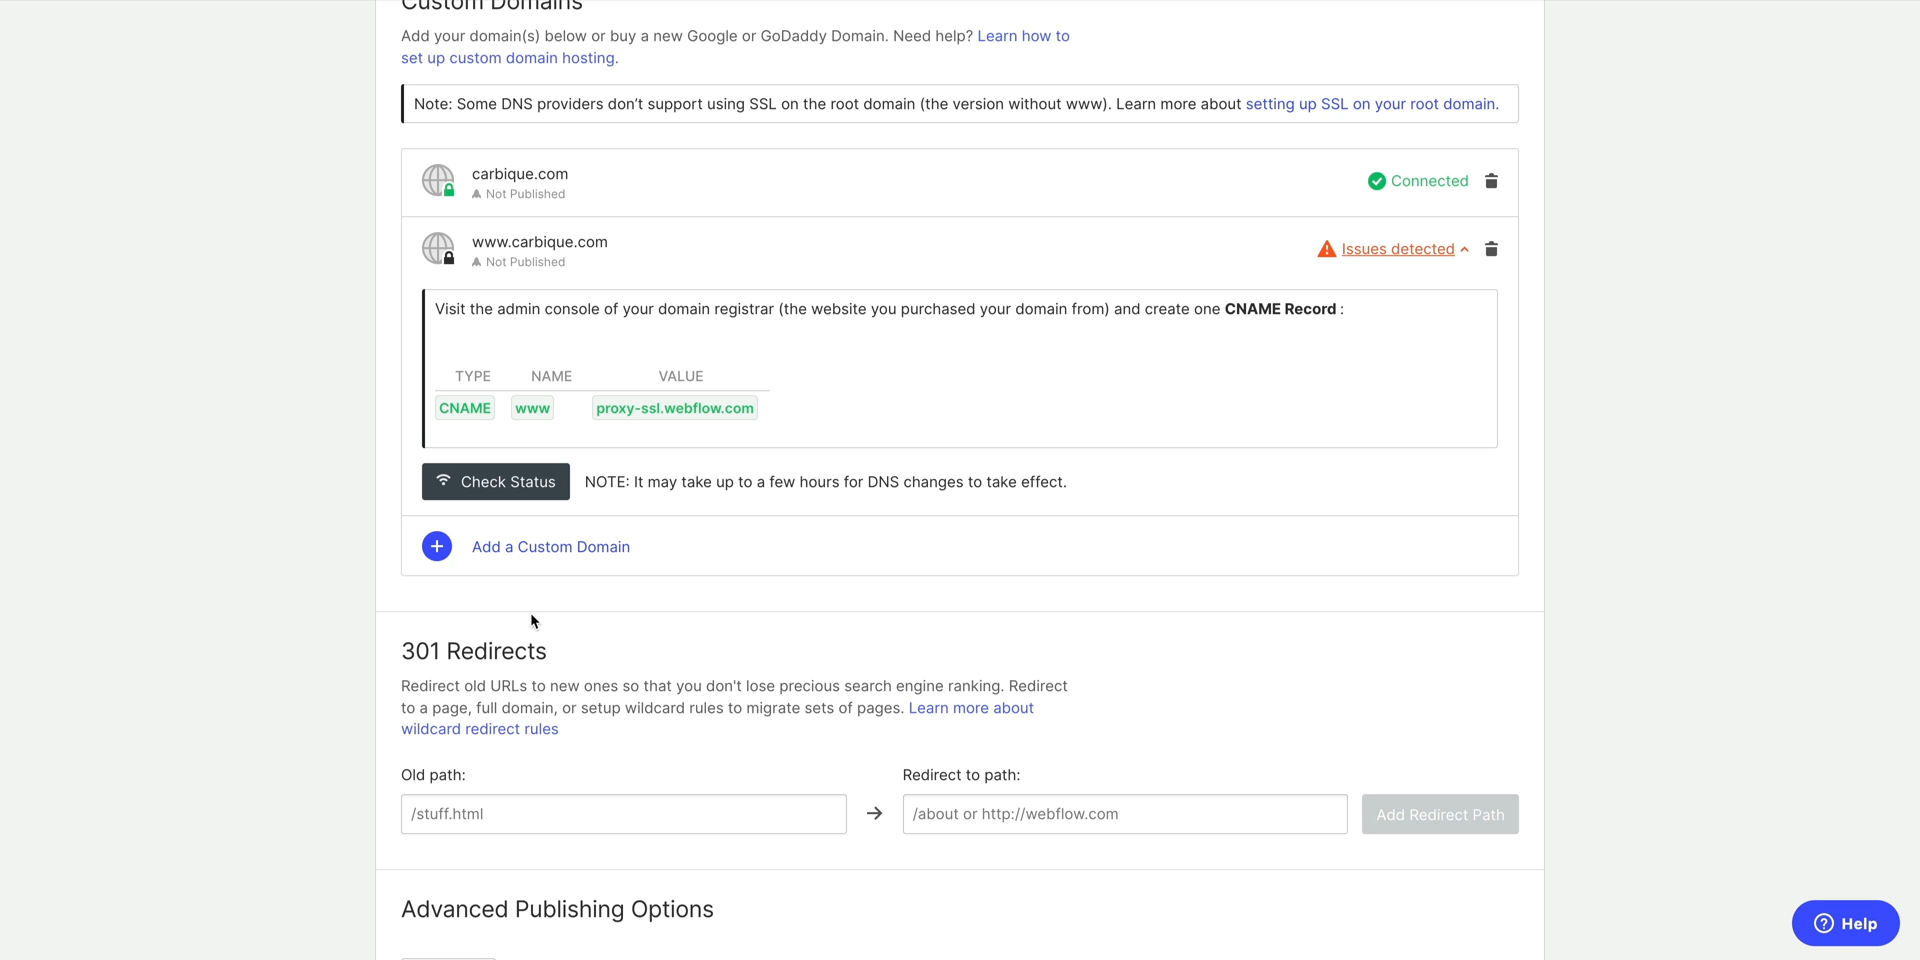 Custom Domains
Add your domain(s) below or buy a new Google or GoDaddy Domain. Need help? Learn how to
set up custom domain hosting.
Note: Some DNS providers don’t support using SSL on the root domain (the version without www). Learn more about setting up SSL on your root domain.
carbique.com
Not Published
Connected
www.carbique.com
Not Published
Issues detected
Visit the admin console of your domain registrar (the website you purchased your domain from) and create one CNAME Record :
TYPE NAME VALUE
CNAME www proxy-ssl.webflow.com
Check Status
NOTE: It may take up to a few hours for DNS changes to take effect.
+ Add a Custom Domain
301 Redirects
Redirect old URLs to new ones so that you don't lose precious search engine ranking. Redirect
to a page, full domain, or setup wildcard rules to migrate sets of pages. Learn more about
wildcard redirect rules
Old path: Redirect to path:
/stuff.html → /about or http://webflow.com Add Redirect Path
Advanced Publishing Options
? Help